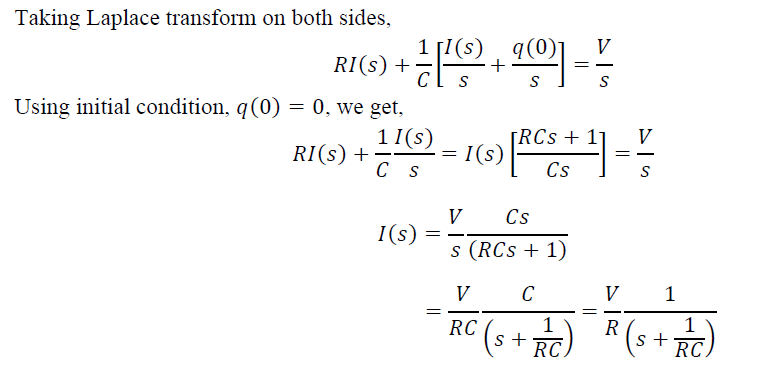 Taking Laplace transform on both sides,
RI(s) + \frac{1}{C}\left[\frac{I(s)}{s} + \frac{q(0)}{s}\right] = \frac{V}{s}
Using initial condition, q(0) = 0, we get,
RI(s) + \frac{1}{C}\frac{I(s)}{s} = I(s)\left[\frac{RCs + 1}{Cs}\right] = \frac{V}{s}
I(s) = \frac{V}{s}\frac{Cs}{(RCs + 1)}
= \frac{V}{RC}\frac{C}{\left(s + \frac{1}{RC}\right)} = \frac{V}{R}\frac{1}{\left(s + \frac{1}{RC}\right)}